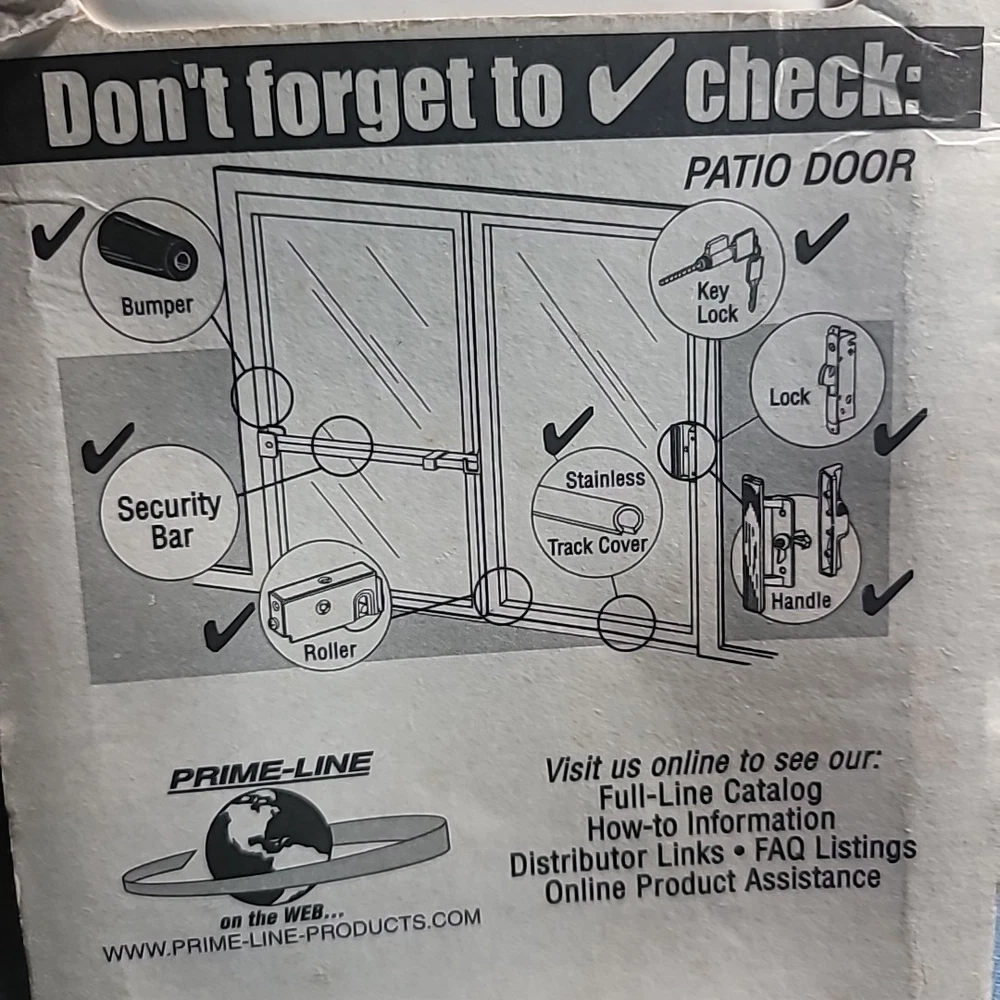 Don't forget to ✓ check:
PATIO DOOR
Bumper
Key
Lock
Lock
Security
Bar
Stainless
Track Cover
Handle
Roller
PRIME-LINE
on the WEB...
WWW.PRIME-LINE-PRODUCTS.COM
Visit us online to see our:
Full-Line Catalog
How-to Information
Distributor Links • FAQ Listings
Online Product Assistance